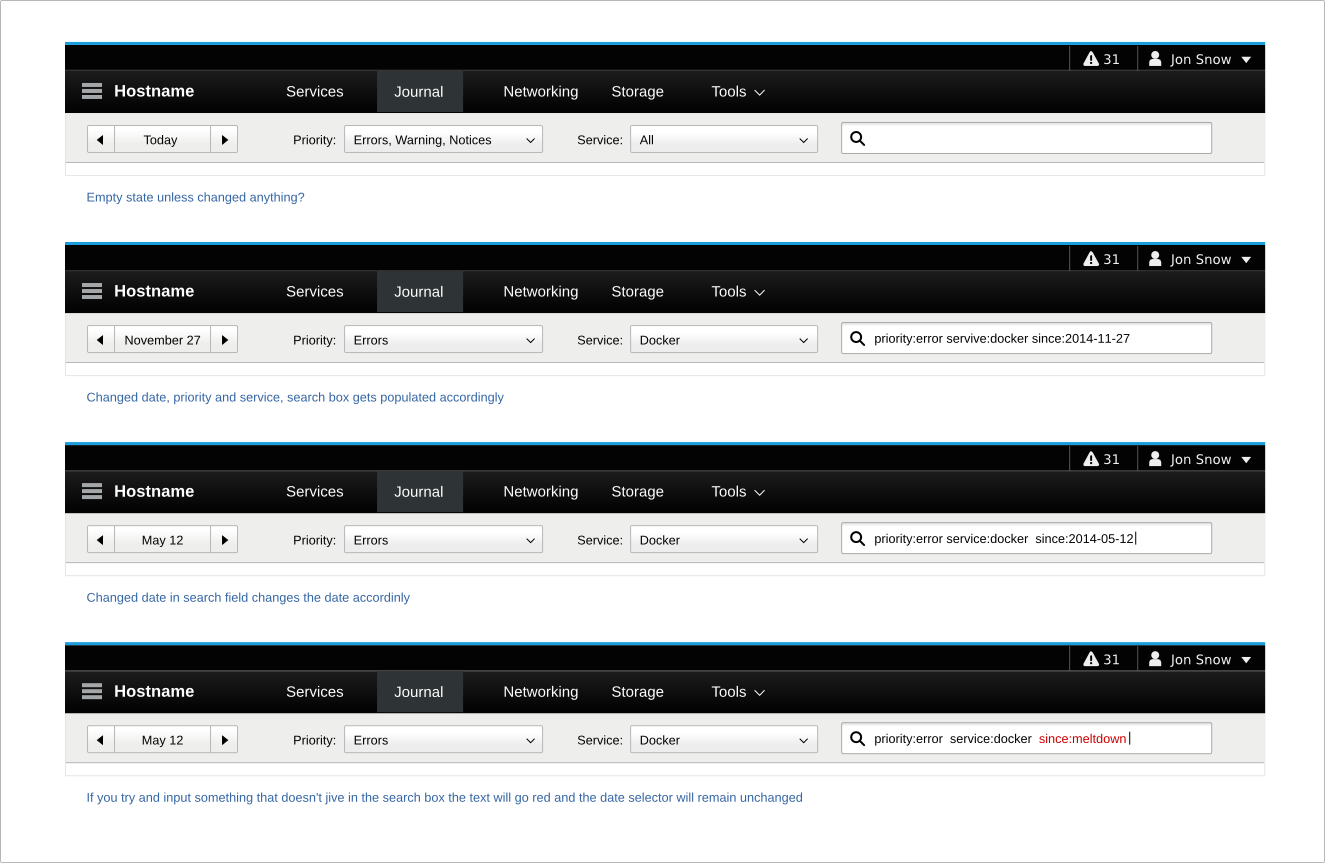 31 Jon Snow
Hostname Services Journal Networking Storage Tools
Today Priority: Errors, Warning, Notices Service: All
Empty state unless changed anything?
31 Jon Snow
Hostname Services Journal Networking Storage Tools
November 27 Priority: Errors Service: Docker priority:error servive:docker since:2014-11-27
Changed date, priority and service, search box gets populated accordingly
31 Jon Snow
Hostname Services Journal Networking Storage Tools
May 12 Priority: Errors Service: Docker priority:error service:docker since:2014-05-12
Changed date in search field changes the date accordinly
31 Jon Snow
Hostname Services Journal Networking Storage Tools
May 12 Priority: Errors Service: Docker priority:error service:docker since:meltdown
If you try and input something that doesn't jive in the search box the text will go red and the date selector will remain unchanged